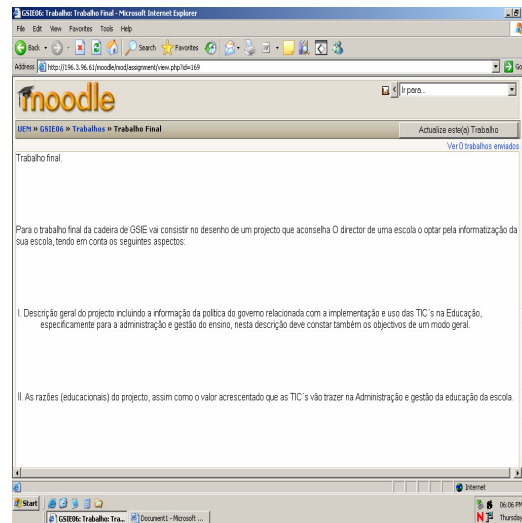 GSIE06: Trabalho: Trabalho Final - Microsoft Internet Explorer
File Edit View Favorites Tools Help
Back Search Favorites
Address http://196.3.96.61/moodle/mod/assignment/view.php?id=169 Go
moodle
Ir para...
UEM » GSIE06 » Trabalhos » Trabalho Final
Actualize este(a) Trabalho
Ver 0 trabalhos enviados
Trabalho final.
Para o trabalho final da cadeira de GSIE vai consistir no desenho de um projecto que aconselha O director de uma escola o optar pela informatização da
sua escola, tendo em conta os seguintes aspectos:
I. Descrição geral do projecto incluindo a informação da política do governo relacionada com a implementação e uso das TIC´s na Educação,
especificamente para a administração e gestão do ensino, nesta descrição deve constar também os objectivos de um modo geral.
II. As razões (educacionais) do projecto, assim como o valor acrescentado que as TIC´s vão trazer na Administração e gestão da educação da escola.
Internet
Start
06:06 PM
GSIE06: Trabalho: Tra...
Document1 - Microsoft ...
Thursday